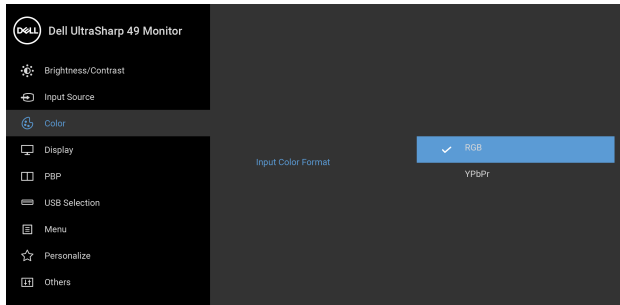 DELL Dell UltraSharp 49 Monitor
Brightness/Contrast
Input Source
Color
Display
PBP
USB Selection
Menu
Personalize
Others
Input Color Format
RGB
YPbPr